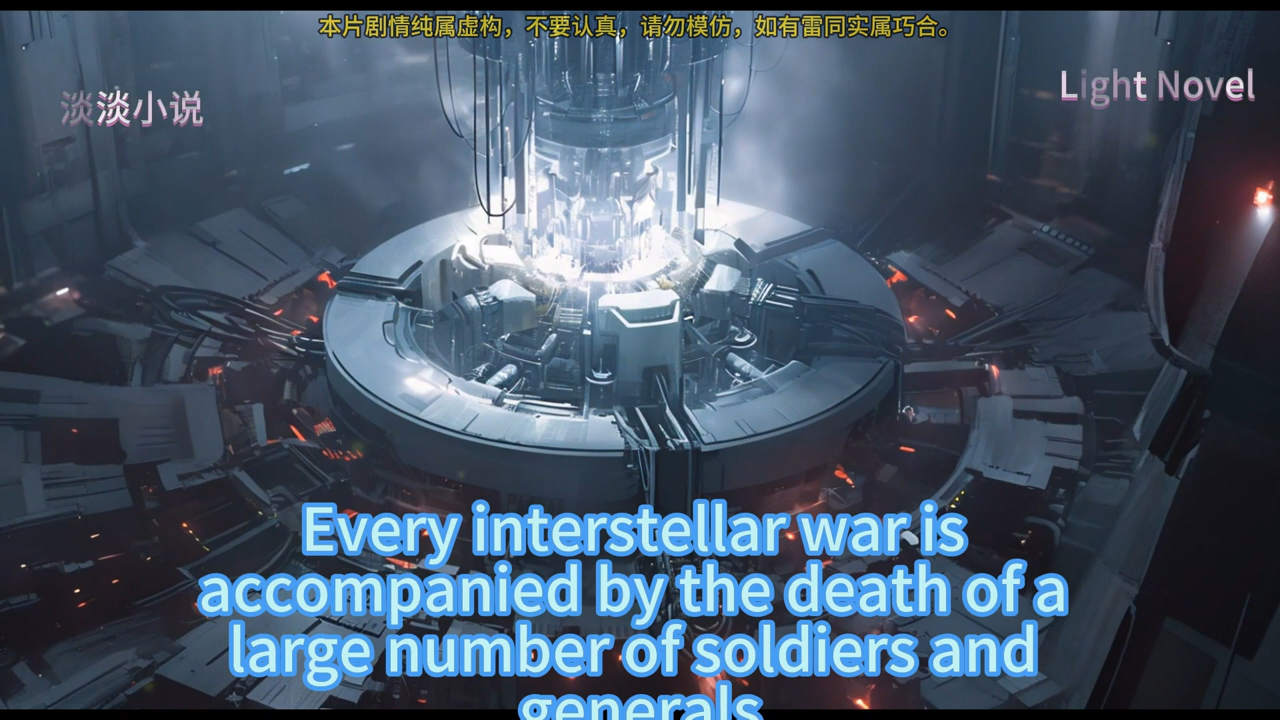 本片剧情纯属虚构，不要认真，请勿模仿，如有雷同实属巧合。
淡淡小说
Light Novel
Every interstellar war is
accompanied by the death of a
large number of soldiers and
generals